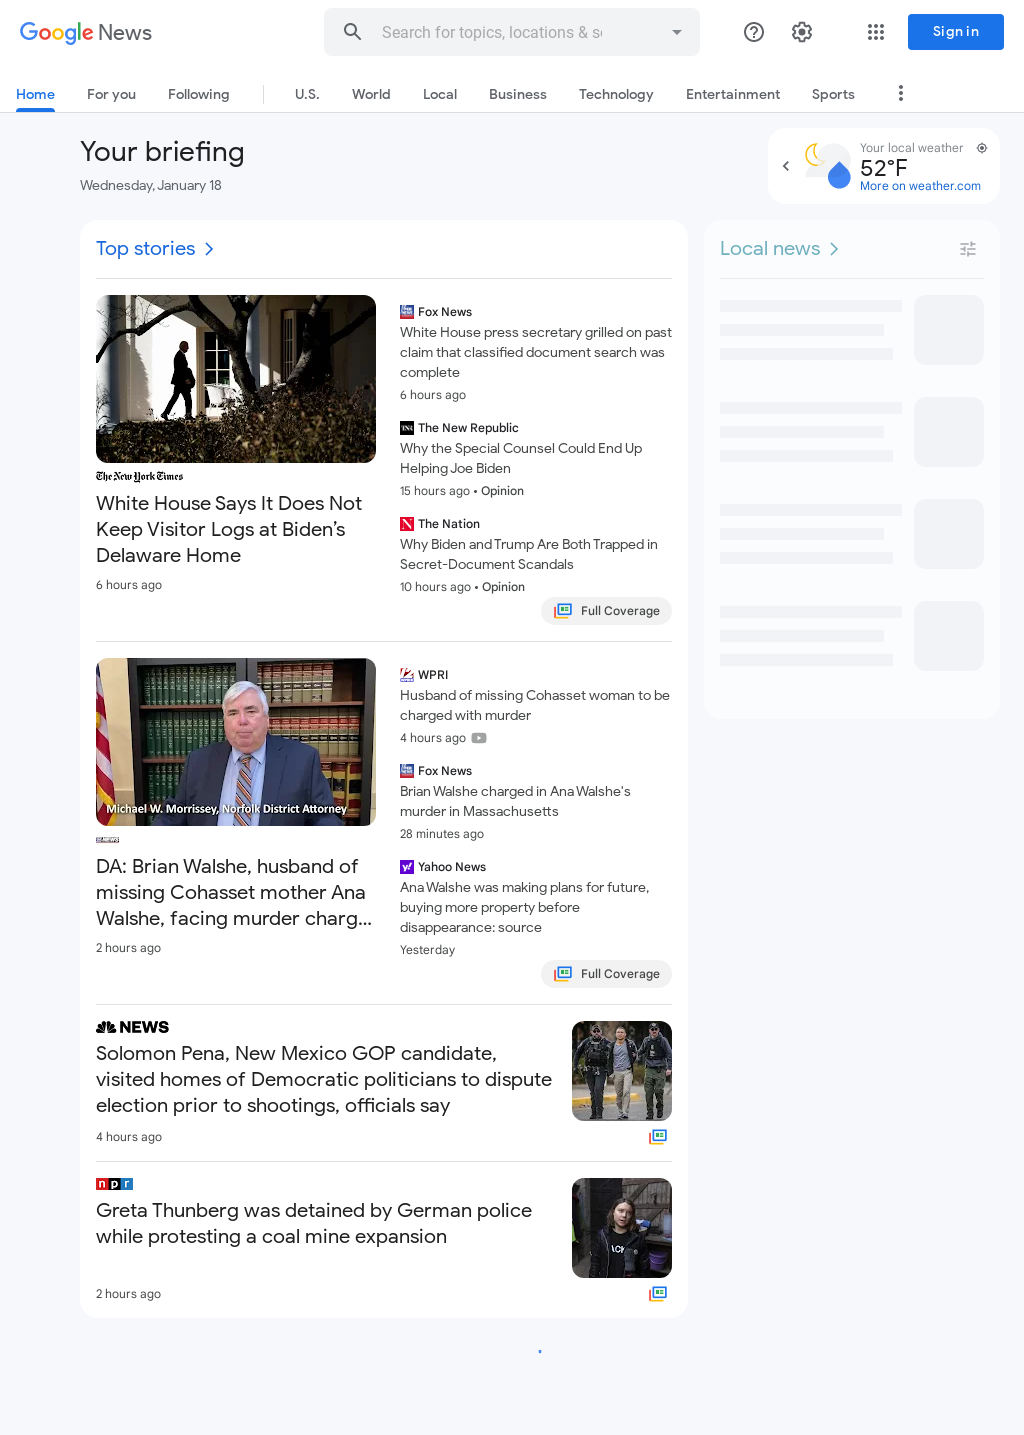 Google News
Search for topics, locations & so
Sign in
Home
For you
Following
U.S.
World
Local
Business
Technology
Entertainment
Sports
Your briefing
Wednesday, January 18
Your local weather
52°F
More on weather.com
Top stories
Local news
The New York Times
White House Says It Does Not
Keep Visitor Logs at Biden’s
Delaware Home
6 hours ago
Fox News
White House press secretary grilled on past
claim that classified document search was
complete
6 hours ago
The New Republic
Why the Special Counsel Could End Up
Helping Joe Biden
15 hours ago • Opinion
The Nation
Why Biden and Trump Are Both Trapped in
Secret-Document Scandals
10 hours ago • Opinion
Full Coverage
Michael W. Morrissey, Norfolk District Attorney
DA: Brian Walshe, husband of
missing Cohasset mother Ana
Walshe, facing murder charg...
2 hours ago
WPRI
Husband of missing Cohasset woman to be
charged with murder
4 hours ago
Fox News
Brian Walshe charged in Ana Walshe's
murder in Massachusetts
28 minutes ago
Yahoo News
Ana Walshe was making plans for future,
buying more property before
disappearance: source
Yesterday
Full Coverage
NEWS
Solomon Pena, New Mexico GOP candidate,
visited homes of Democratic politicians to dispute
election prior to shootings, officials say
4 hours ago
npr
Greta Thunberg was detained by German police
while protesting a coal mine expansion
2 hours ago